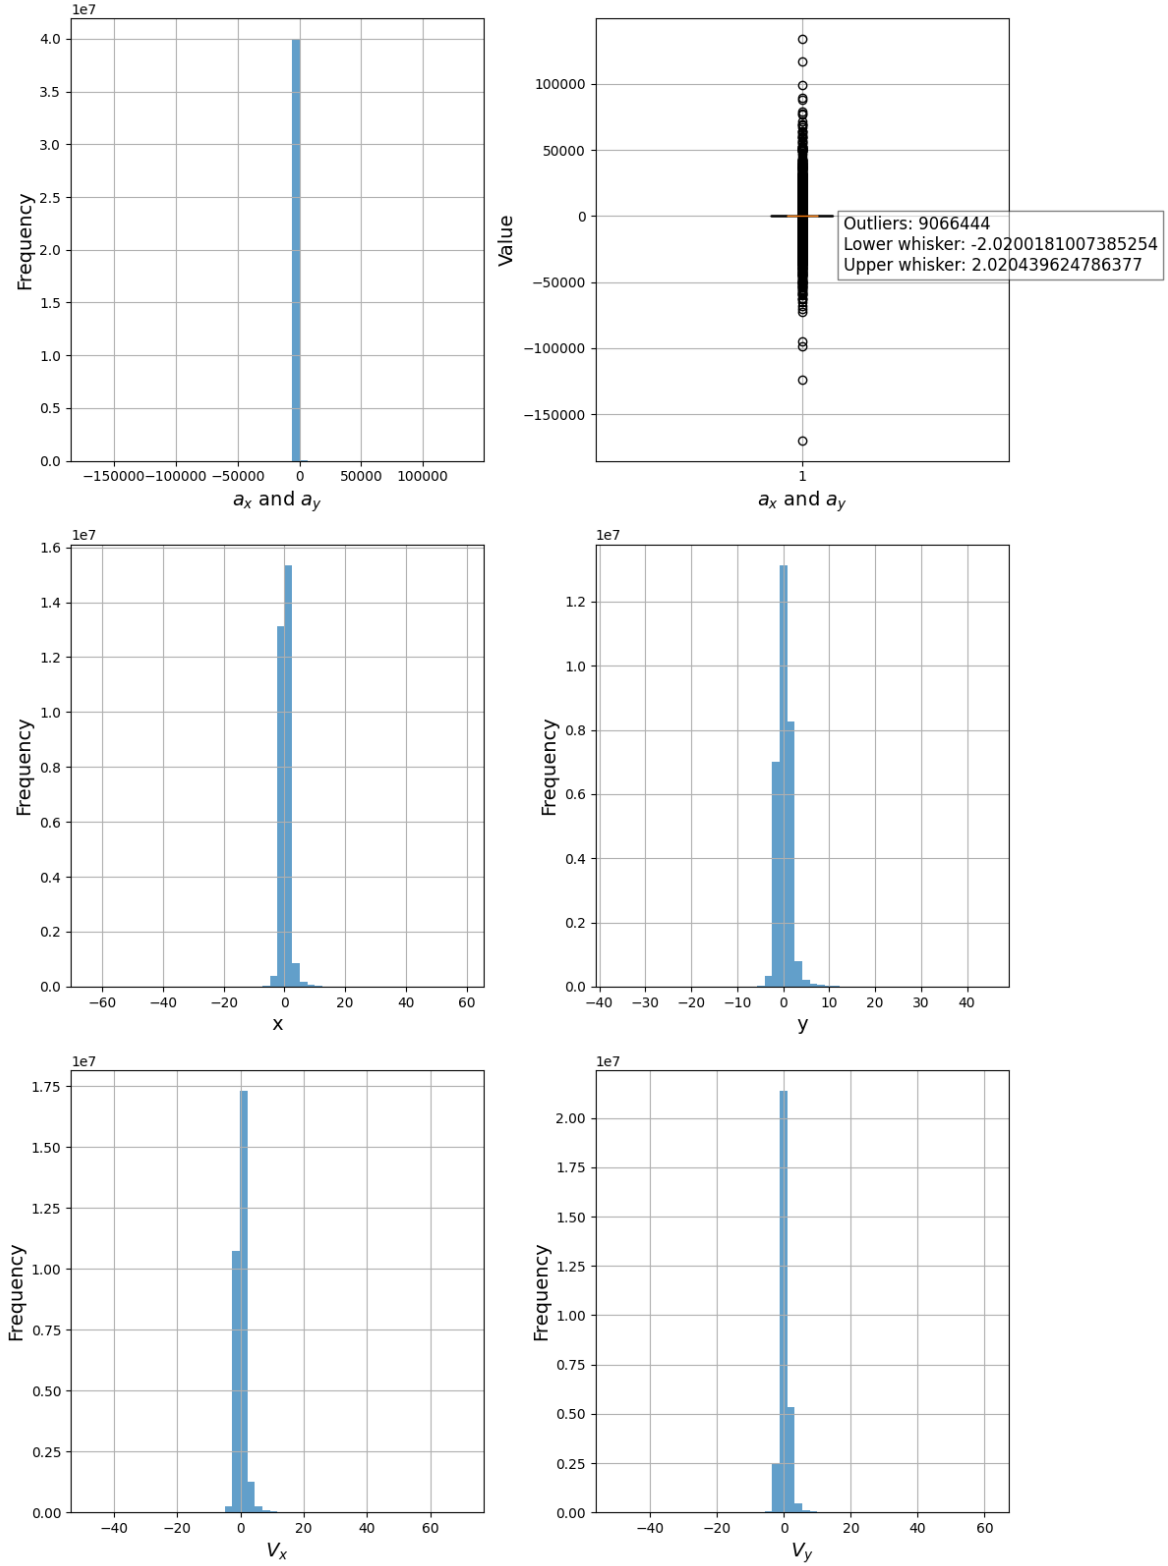 1e7
4.0
3.5
3.0
2.5
2.0
1.5
1.0
0.5
0.0
Frequency
−150000 −100000 −50000 0 50000 100000
a_x and a_y
100000
50000
0
−50000
−100000
−150000
Value
Outliers: 9066444
Lower whisker: -2.0200181007385254
Upper whisker: 2.020439624786377
1
a_x and a_y
1e7
1.6
1.4
1.2
1.0
0.8
0.6
0.4
0.2
0.0
Frequency
−60 −40 −20 0 20 40 60
x
1e7
1.2
1.0
0.8
0.6
0.4
0.2
0.0
Frequency
−40 −30 −20 −10 0 10 20 30 40
y
1e7
1.75
1.50
1.25
1.00
0.75
0.50
0.25
0.00
Frequency
−40 −20 0 20 40 60
V_x
1e7
2.00
1.75
1.50
1.25
1.00
0.75
0.50
0.25
0.00
Frequency
−40 −20 0 20 40 60
V_y